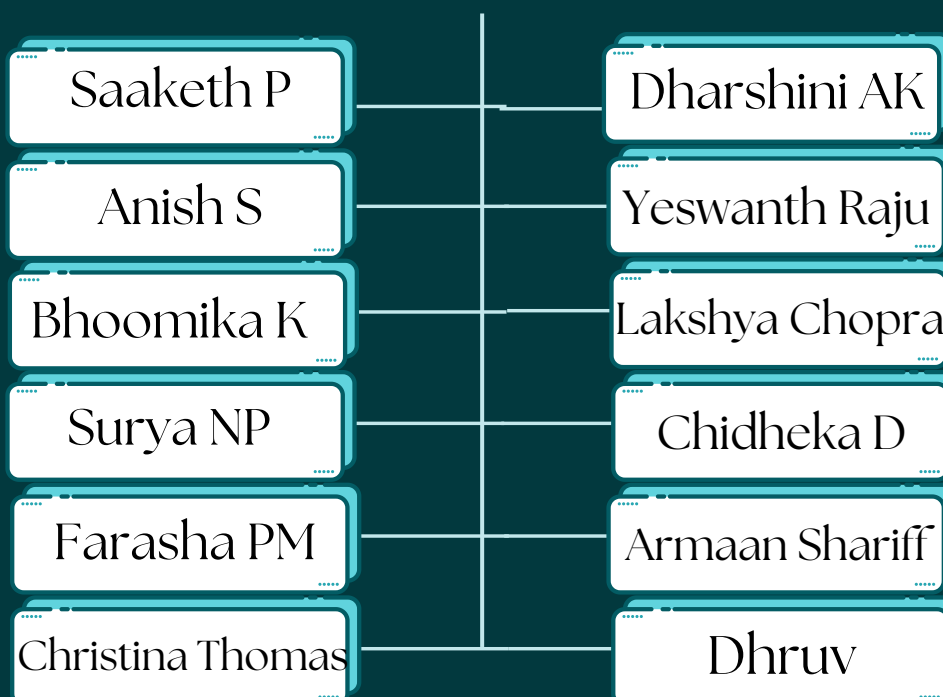 Saaketh P
Dharshini AK
Anish S
Yeswanth Raju
Bhoomika K
Lakshya Chopra
Surya NP
Chidheka D
Farasha PM
Armaan Shariff
Christina Thomas
Dhruv